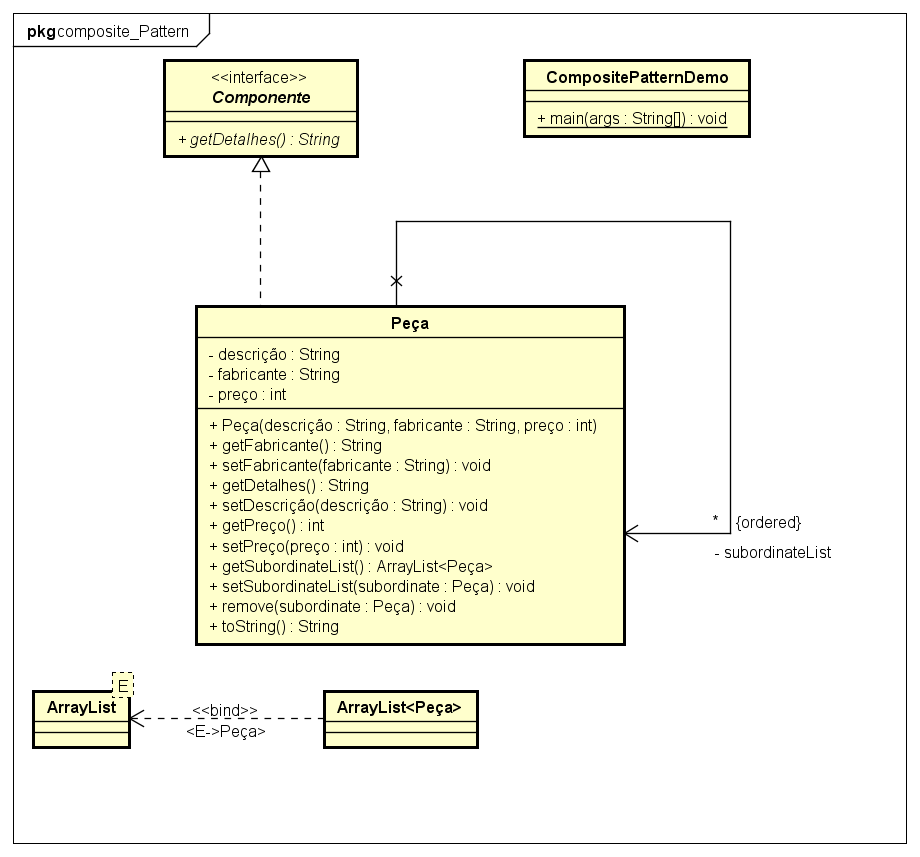 pkg composite_Pattern
<<interface>>
Componente
+ getDetalhes() : String
CompositePatternDemo
+ main(args : String[]) : void
Peça
- descrição : String
- fabricante : String
- preço : int
+ Peça(descrição : String, fabricante : String, preço : int)
+ getFabricante() : String
+ setFabricante(fabricante : String) : void
+ getDetalhes() : String
+ setDescrição(descrição : String) : void
+ getPreço() : int
+ setPreço(preço : int) : void
+ getSubordinateList() : ArrayList<Peça>
+ setSubordinateList(subordinate : Peça) : void
+ remove(subordinate : Peça) : void
+ toString() : String
* {ordered}
- subordinateList
E
ArrayList
<<bind>>
<E->Peça>
ArrayList<Peça>